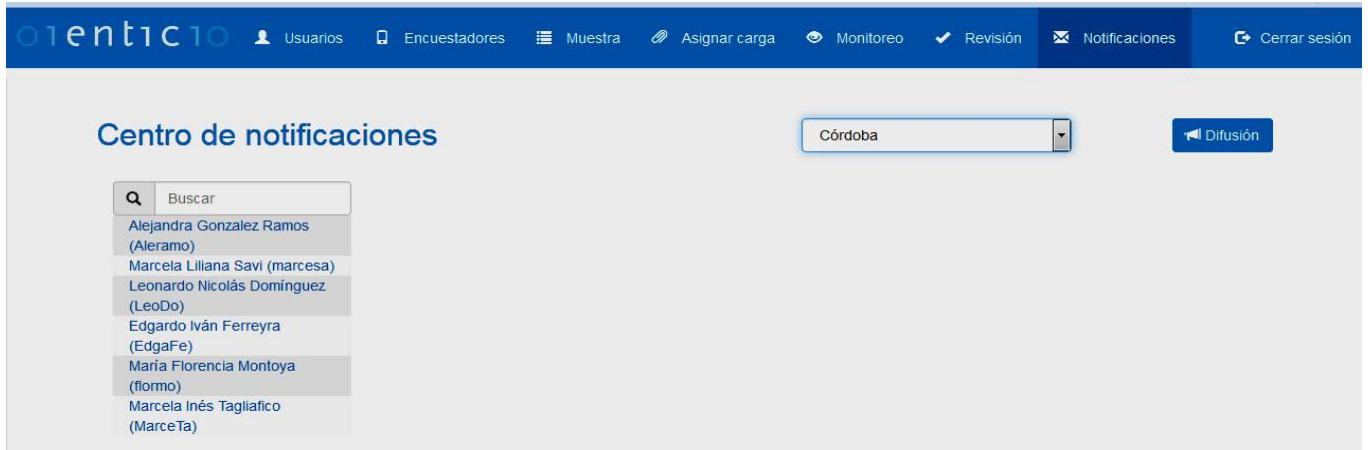 01enTIC10 Usuarios Encuestadores Muestra Asignar carga Monitoreo Revisión Notificaciones Cerrar sesión
Centro de notificaciones Córdoba Difusión
Buscar
Alejandra Gonzalez Ramos
(Aleramo)
Marcela Liliana Savi (marcesa)
Leonardo Nicolás Domínguez
(LeoDo)
Edgardo Iván Ferreyra
(EdgaFe)
María Florencia Montoya
(flormo)
Marcela Inés Tagliafico
(MarceTa)